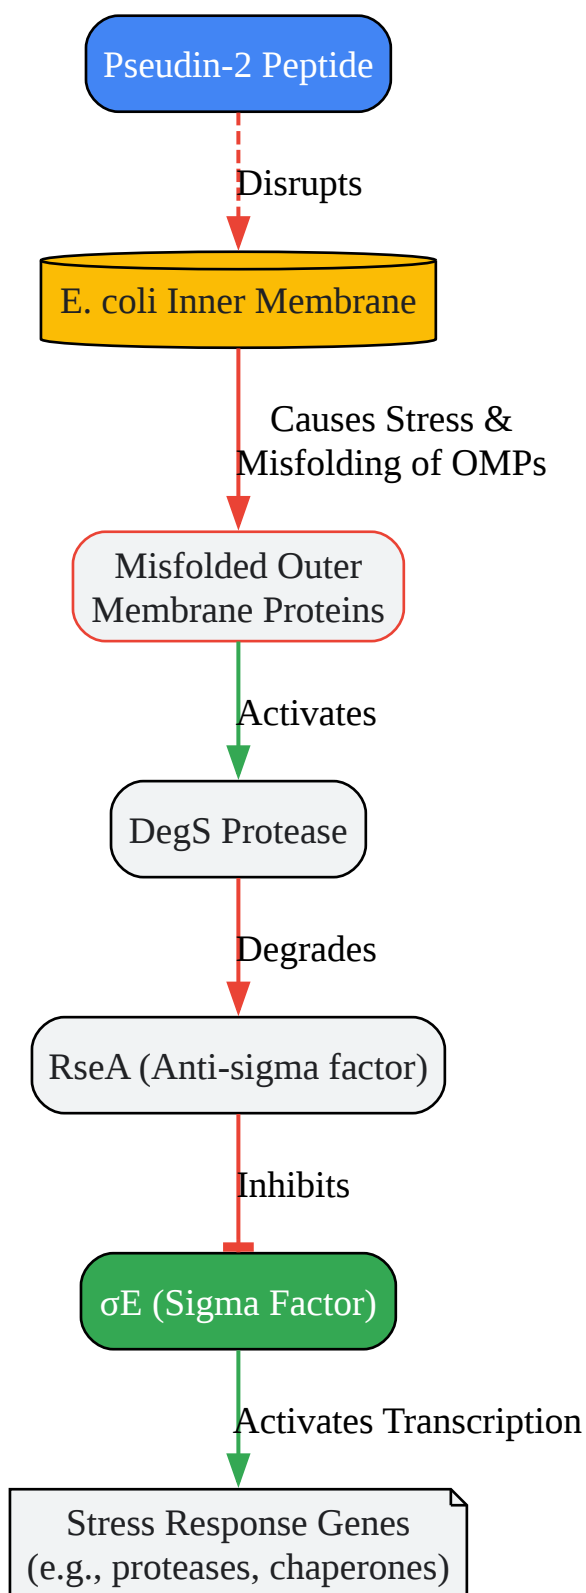 Pseudin-2 Peptide
Disrupts
E. coli Inner Membrane
Causes Stress &
Misfolding of OMPs
Misfolded Outer
Membrane Proteins
Activates
DegS Protease
Degrades
RseA (Anti-sigma factor)
Inhibits
σE (Sigma Factor)
Activates Transcription
Stress Response Genes
(e.g., proteases, chaperones)